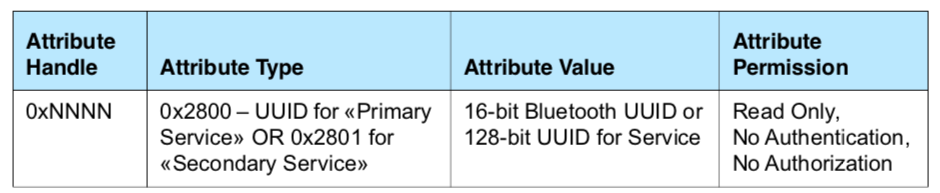 Attribute Handle
Attribute Type
Attribute Value
Attribute Permission
0xNNNN
0x2800 – UUID for «Primary
Service» OR 0x2801 for
«Secondary Service»
16-bit Bluetooth UUID or
128-bit UUID for Service
Read Only,
No Authentication,
No Authorization